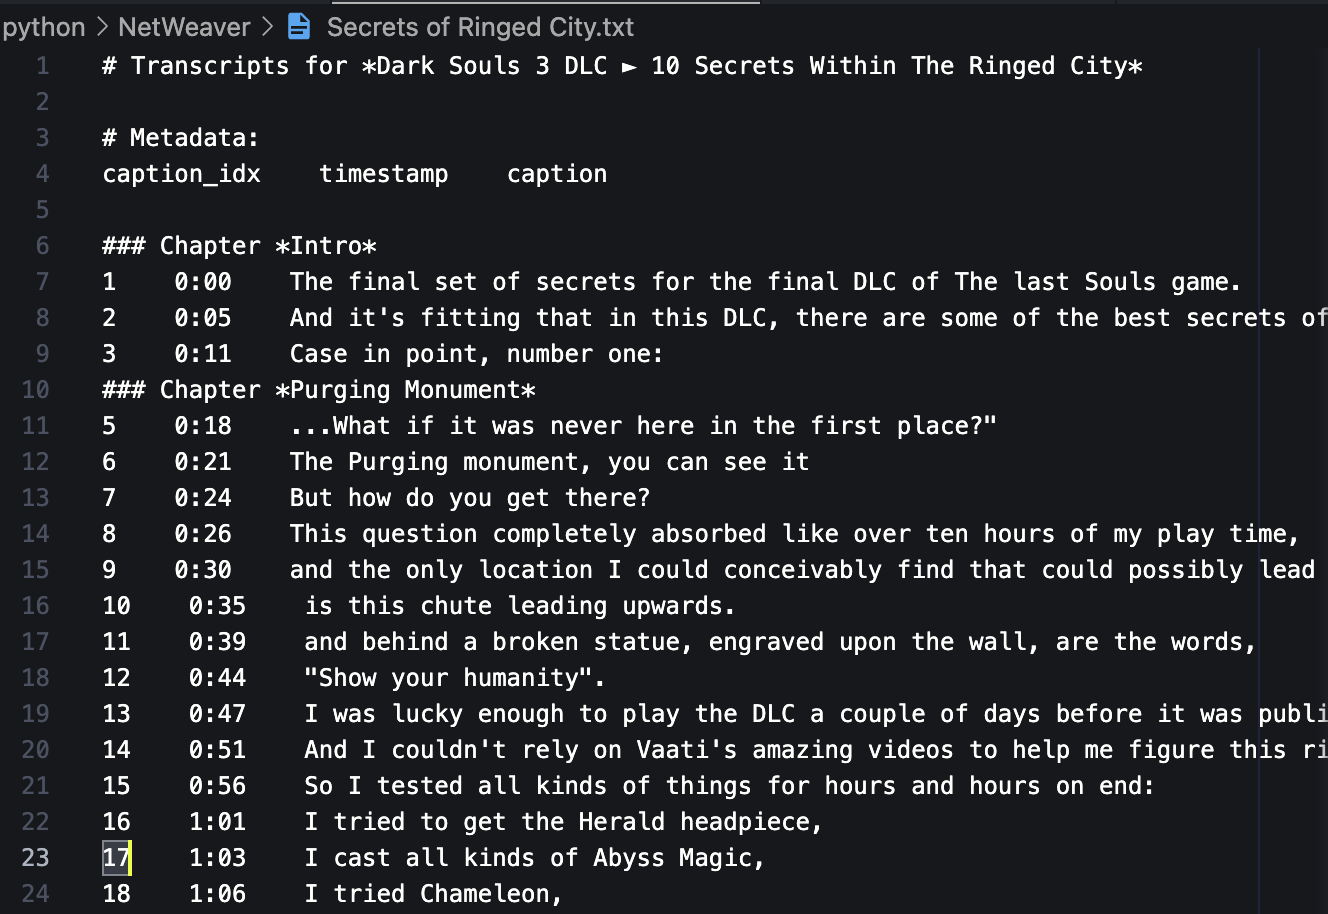 python > NetWeaver > Secrets of Ringed City.txt
1 # Transcripts for *Dark Souls 3 DLC ► 10 Secrets Within The Ringed City*
2
3 # Metadata:
4 caption_idx    timestamp    caption
5
6 ### Chapter *Intro*
7 1    0:00    The final set of secrets for the final DLC of The last Souls game.
8 2    0:05    And it's fitting that in this DLC, there are some of the best secrets of
9 3    0:11    Case in point, number one:
10 ### Chapter *Purging Monument*
11 5    0:18    ...What if it was never here in the first place?"
12 6    0:21    The Purging monument, you can see it
13 7    0:24    But how do you get there?
14 8    0:26    This question completely absorbed like over ten hours of my play time,
15 9    0:30    and the only location I could conceivably find that could possibly lead
16 10    0:35    is this chute leading upwards.
17 11    0:39    and behind a broken statue, engraved upon the wall, are the words,
18 12    0:44    "Show your humanity".
19 13    0:47    I was lucky enough to play the DLC a couple of days before it was publi
20 14    0:51    And I couldn't rely on Vaati's amazing videos to help me figure this ri
21 15    0:56    So I tested all kinds of things for hours and hours on end:
22 16    1:01    I tried to get the Herald headpiece,
23 17    1:03    I cast all kinds of Abyss Magic,
24 18    1:06    I tried Chameleon,